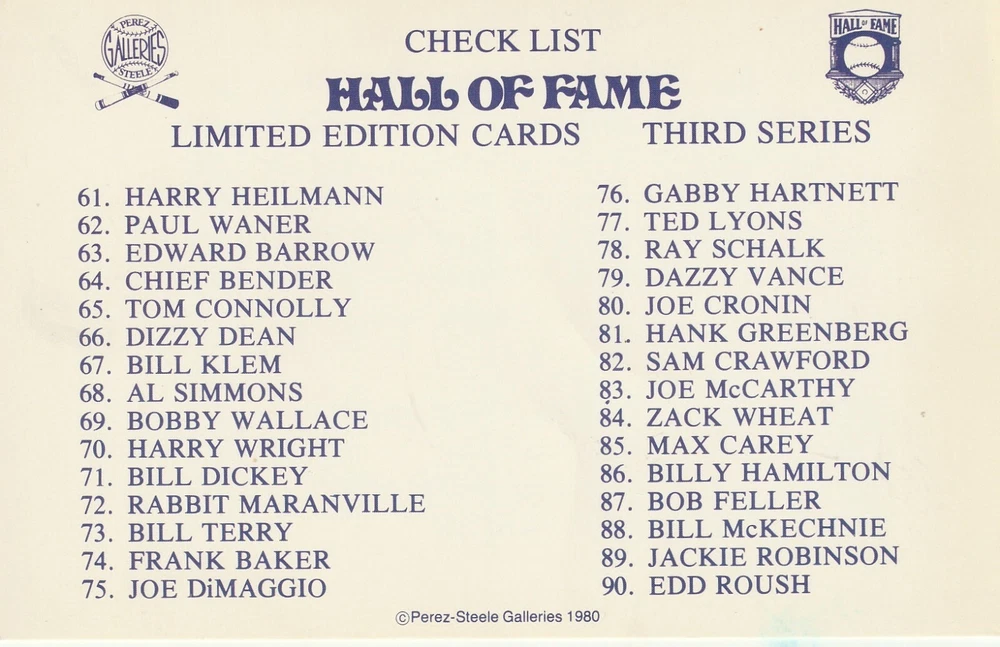 PEREZ
GALLERIES
STEELE
HALL OF FAME
CHECK LIST
HALL OF FAME
LIMITED EDITION CARDS THIRD SERIES
61. HARRY HEILMANN
62. PAUL WANER
63. EDWARD BARROW
64. CHIEF BENDER
65. TOM CONNOLLY
66. DIZZY DEAN
67. BILL KLEM
68. AL SIMMONS
69. BOBBY WALLACE
70. HARRY WRIGHT
71. BILL DICKEY
72. RABBIT MARANVILLE
73. BILL TERRY
74. FRANK BAKER
75. JOE DiMAGGIO
76. GABBY HARTNETT
77. TED LYONS
78. RAY SCHALK
79. DAZZY VANCE
80. JOE CRONIN
81. HANK GREENBERG
82. SAM CRAWFORD
83. JOE McCARTHY
84. ZACK WHEAT
85. MAX CAREY
86. BILLY HAMILTON
87. BOB FELLER
88. BILL McKECHNIE
89. JACKIE ROBINSON
90. EDD ROUSH
©Perez-Steele Galleries 1980